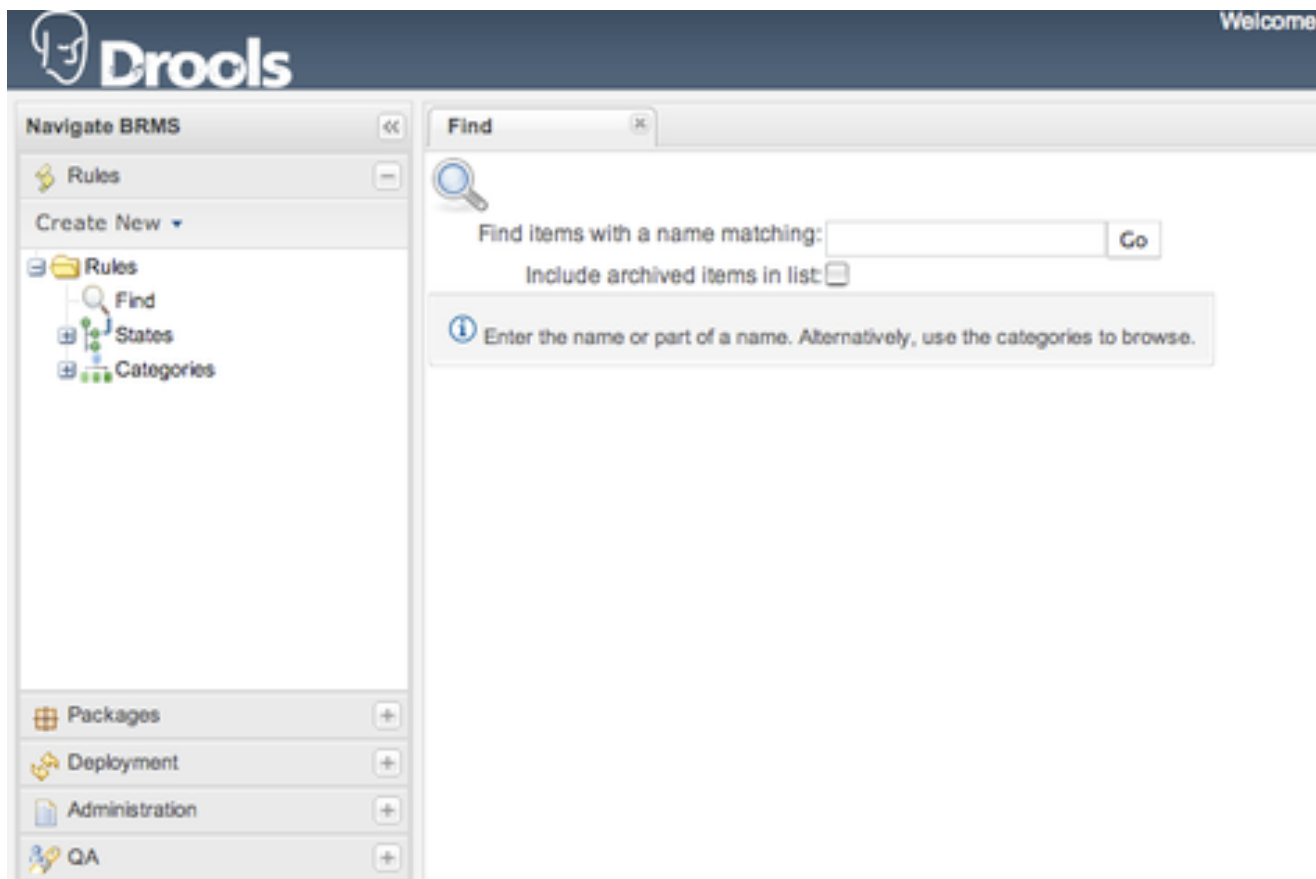 Welcome
Drools
Navigate BRMS
Rules
Create New
Rules
Find
States
Categories
Packages
Deployment
Administration
QA
Find
Find items with a name matching:
Go
Include archived items in list:
Enter the name or part of a name. Alternatively, use the categories to browse.